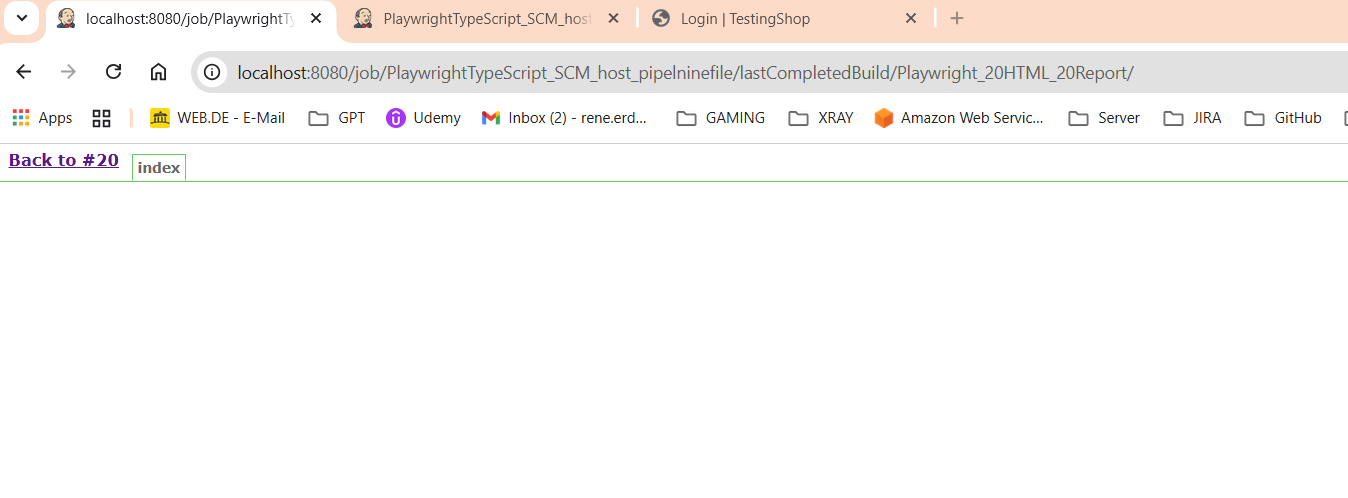 localhost:8080/job/PlaywrightTy
PlaywrightTypeScript_SCM_host
Login | TestingShop
localhost:8080/job/PlaywrightTypeScript_SCM_host_pipelninefile/lastCompletedBuild/Playwright_20HTML_20Report/
Apps WEB.DE - E-Mail GPT Udemy Inbox (2) - rene.erd... GAMING XRAY Amazon Web Servic... Server JIRA GitHub
Back to #20 index